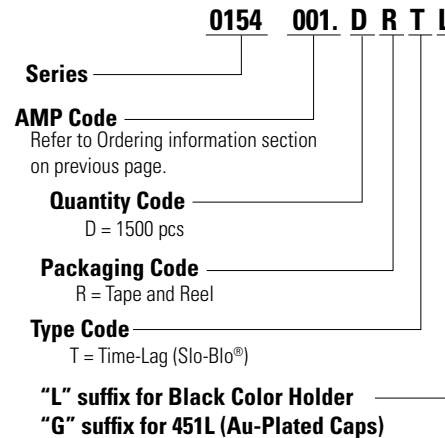 0154 001. D R T L
Series
AMP Code
Refer to Ordering information section
on previous page.
Quantity Code
D = 1500 pcs
Packaging Code
R = Tape and Reel
Type Code
T = Time-Lag (Slo-Blo®)
“L” suffix for Black Color Holder
“G” suffix for 451L (Au-Plated Caps)